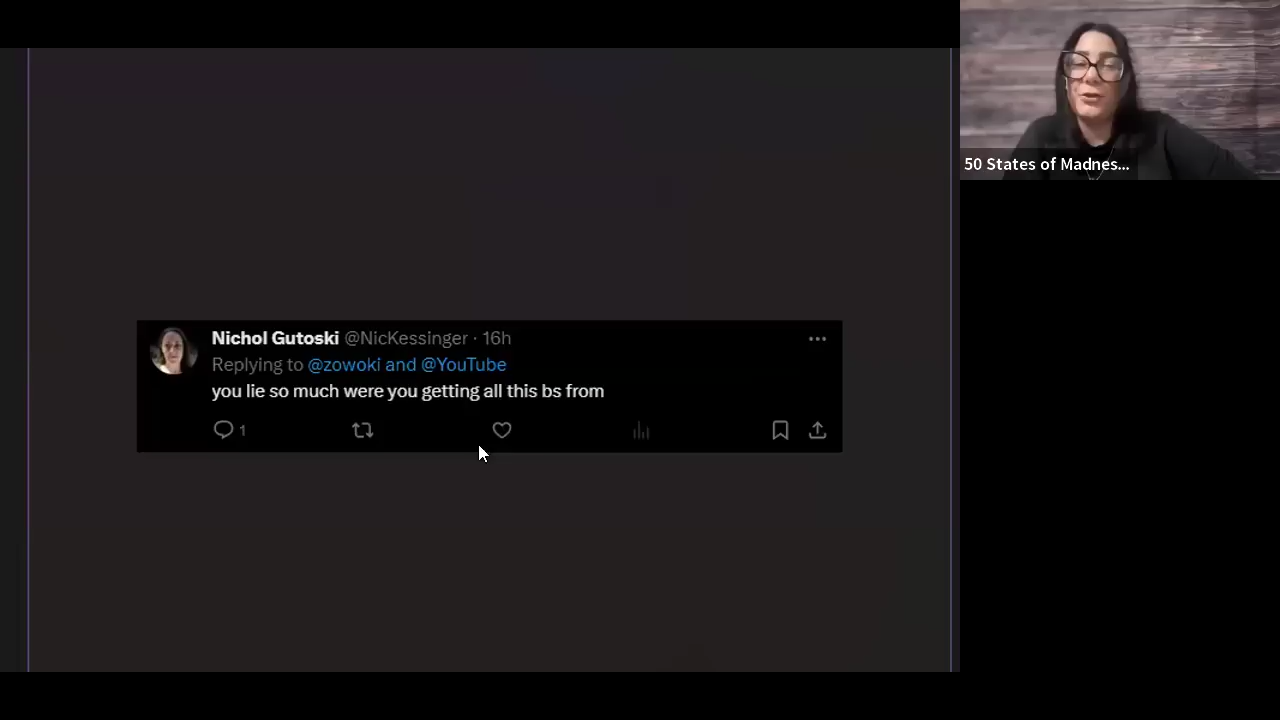 Nichol Gutoski @NicKessinger · 16h
Replying to @zowoki and @YouTube
you lie so much were you getting all this bs from
1
50 States of Madnes...